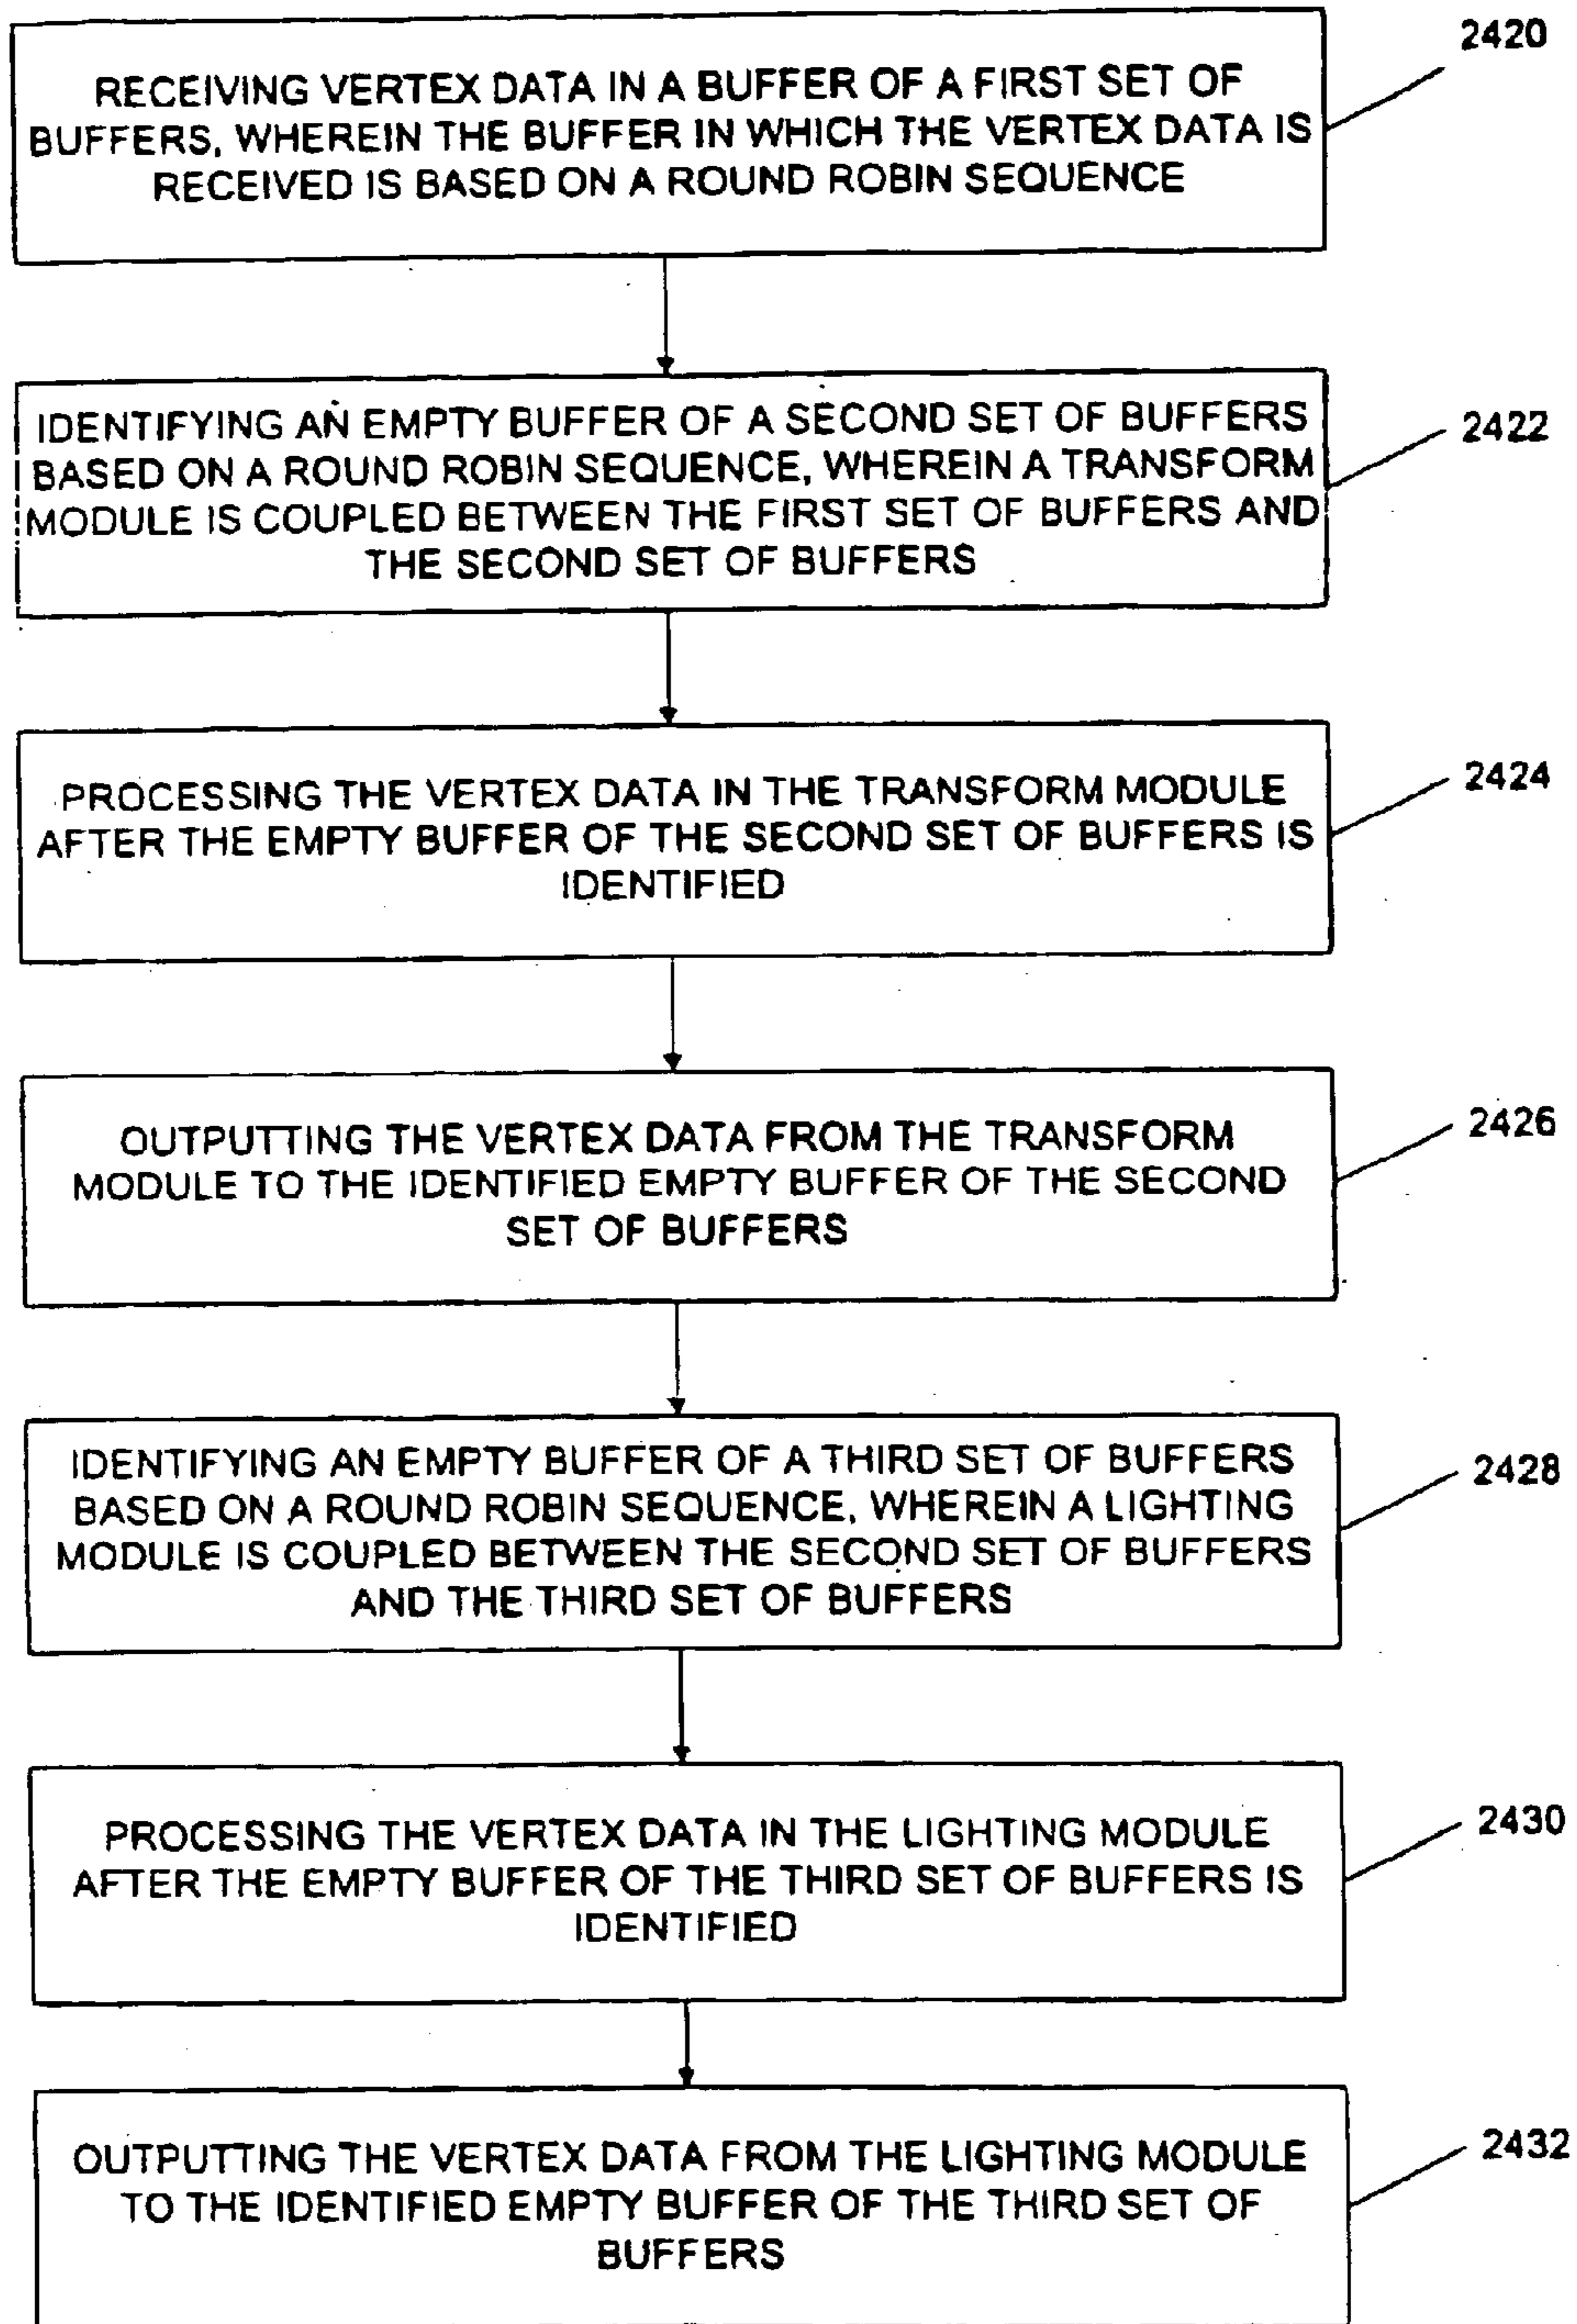 2420
RECEIVING VERTEX DATA IN A BUFFER OF A FIRST SET OF
BUFFERS, WHEREIN THE BUFFER IN WHICH THE VERTEX DATA IS
RECEIVED IS BASED ON A ROUND ROBIN SEQUENCE
2422
IDENTIFYING AN EMPTY BUFFER OF A SECOND SET OF BUFFERS
BASED ON A ROUND ROBIN SEQUENCE, WHEREIN A TRANSFORM
MODULE IS COUPLED BETWEEN THE FIRST SET OF BUFFERS AND
THE SECOND SET OF BUFFERS
2424
PROCESSING THE VERTEX DATA IN THE TRANSFORM MODULE
AFTER THE EMPTY BUFFER OF THE SECOND SET OF BUFFERS IS
IDENTIFIED
2426
OUTPUTTING THE VERTEX DATA FROM THE TRANSFORM
MODULE TO THE IDENTIFIED EMPTY BUFFER OF THE SECOND
SET OF BUFFERS
2428
IDENTIFYING AN EMPTY BUFFER OF A THIRD SET OF BUFFERS
BASED ON A ROUND ROBIN SEQUENCE, WHEREIN A LIGHTING
MODULE IS COUPLED BETWEEN THE SECOND SET OF BUFFERS
AND THE THIRD SET OF BUFFERS
2430
PROCESSING THE VERTEX DATA IN THE LIGHTING MODULE
AFTER THE EMPTY BUFFER OF THE THIRD SET OF BUFFERS IS
IDENTIFIED
2432
OUTPUTTING THE VERTEX DATA FROM THE LIGHTING MODULE
TO THE IDENTIFIED EMPTY BUFFER OF THE THIRD SET OF
BUFFERS